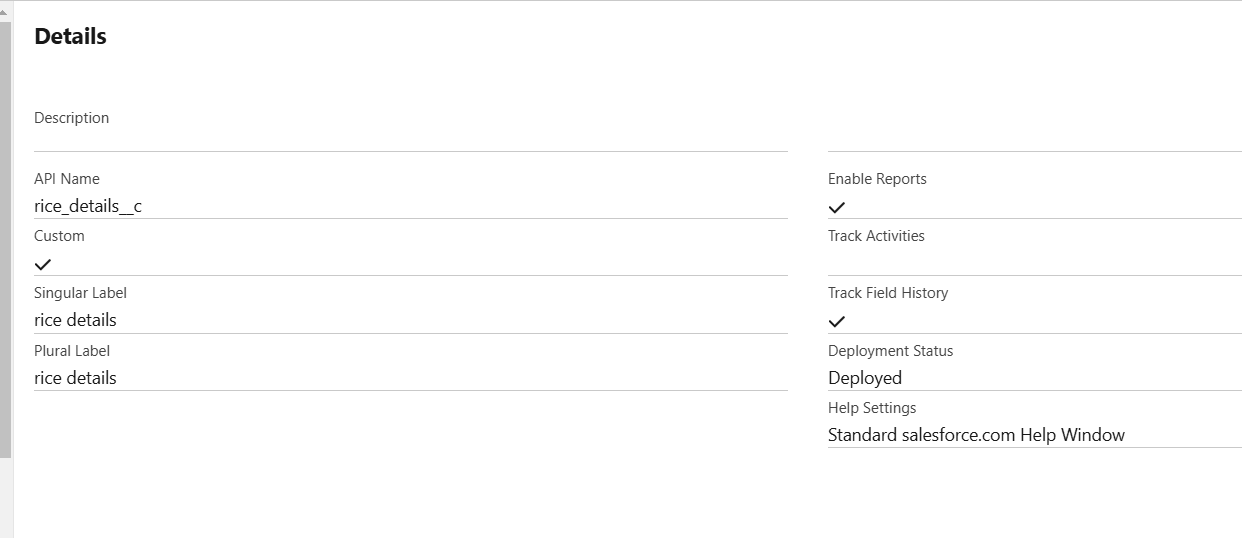 Details
Description
API Name
rice_details__c
Custom
Singular Label
rice details
Plural Label
rice details
Enable Reports
Track Activities
Track Field History
Deployment Status
Deployed
Help Settings
Standard salesforce.com Help Window